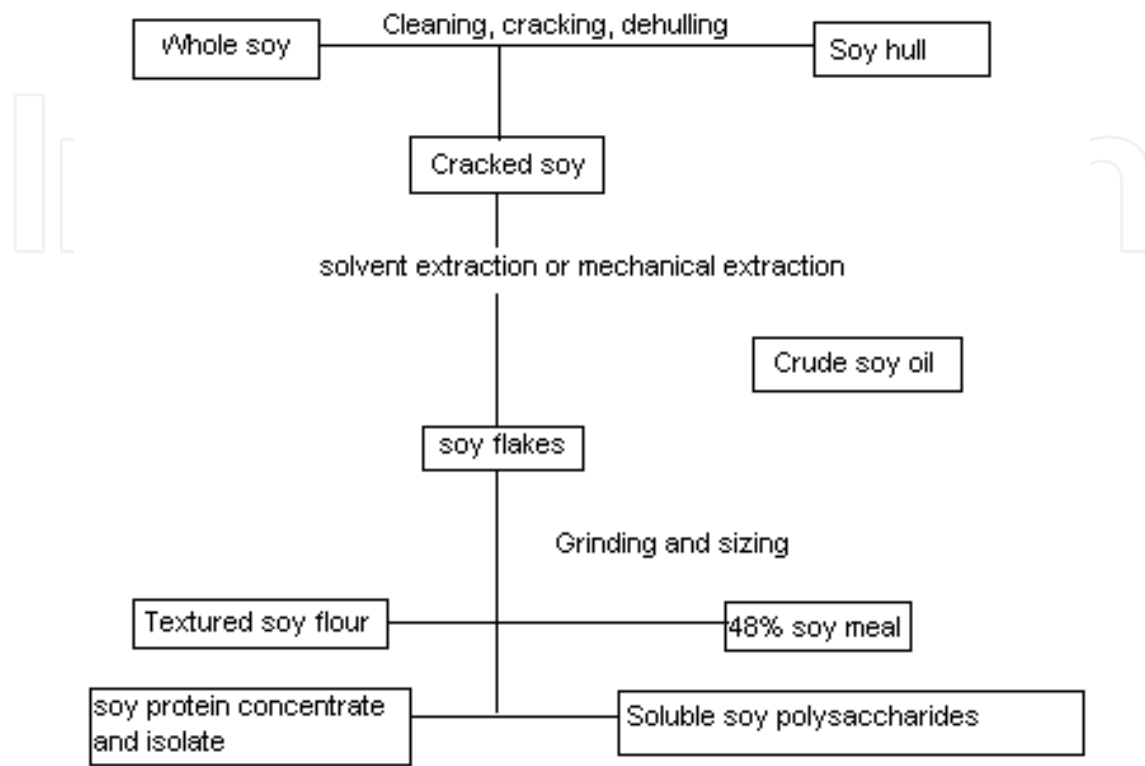 Cleaning, cracking, dehulling
Whole soy
Soy hull
Cracked soy
solvent extraction or mechanical extraction
Crude soy oil
soy flakes
Grinding and sizing
Textured soy flour
48% soy meal
soy protein concentrate
and isolate
Soluble soy polysaccharides